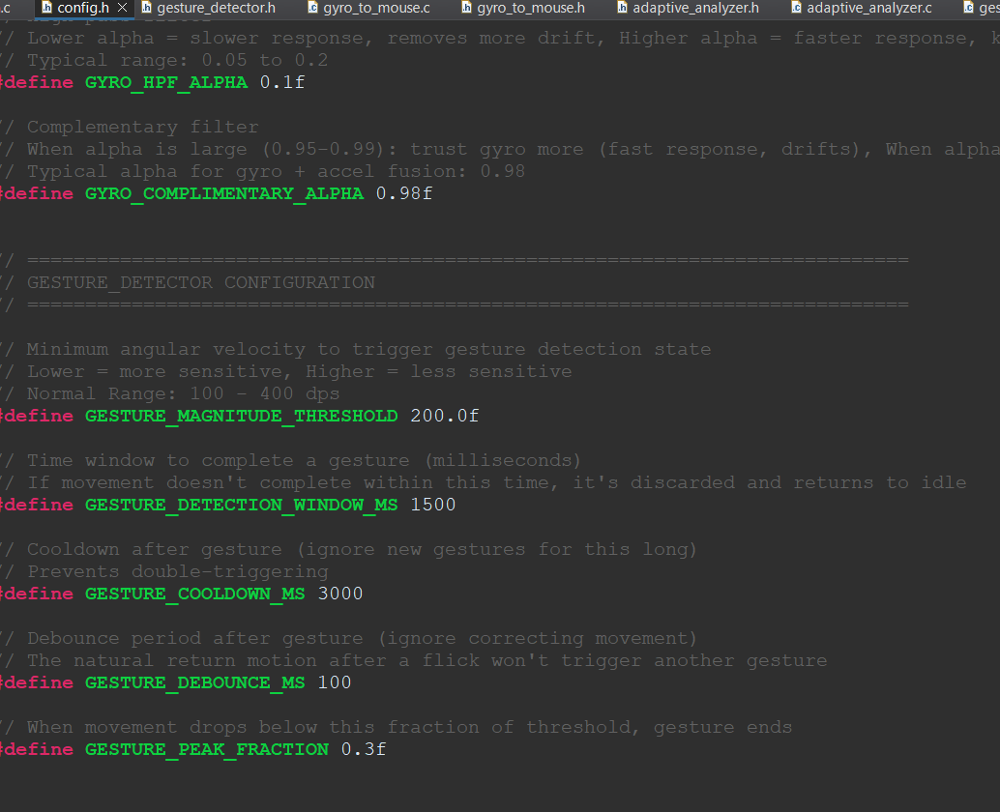 .c config.h gesture_detector.h gyro_to_mouse.c gyro_to_mouse.h adaptive_analyzer.h adaptive_analyzer.c
// Lower alpha = slower response, removes more drift, Higher alpha = faster response,
// Typical range: 0.05 to 0.2
#define GYRO_HPF_ALPHA 0.1f
// Complementary filter
// When alpha is large (0.95-0.99): trust gyro more (fast response, drifts), When alpha
// Typical alpha for gyro + accel fusion: 0.98
#define GYRO_COMPLIMENTARY_ALPHA 0.98f
// ============================================================================
// GESTURE_DETECTOR CONFIGURATION
// ============================================================================
// Minimum angular velocity to trigger gesture detection state
// Lower = more sensitive, Higher = less sensitive
// Normal Range: 100 - 400 dps
#define GESTURE_MAGNITUDE_THRESHOLD 200.0f
// Time window to complete a gesture (milliseconds)
// If movement doesn't complete within this time, it's discarded and returns to idle
#define GESTURE_DETECTION_WINDOW_MS 1500
// Cooldown after gesture (ignore new gestures for this long)
// Prevents double-triggering
#define GESTURE_COOLDOWN_MS 3000
// Debounce period after gesture (ignore correcting movement)
// The natural return motion after a flick won't trigger another gesture
#define GESTURE_DEBOUNCE_MS 100
// When movement drops below this fraction of threshold, gesture ends
#define GESTURE_PEAK_FRACTION 0.3f